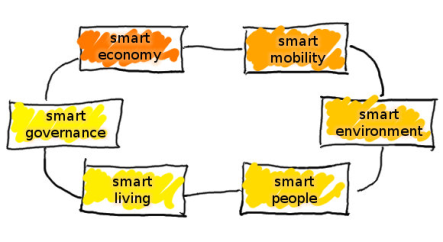 smart
economy
smart
mobility
smart
governance
smart
environment
smart
living
smart
people